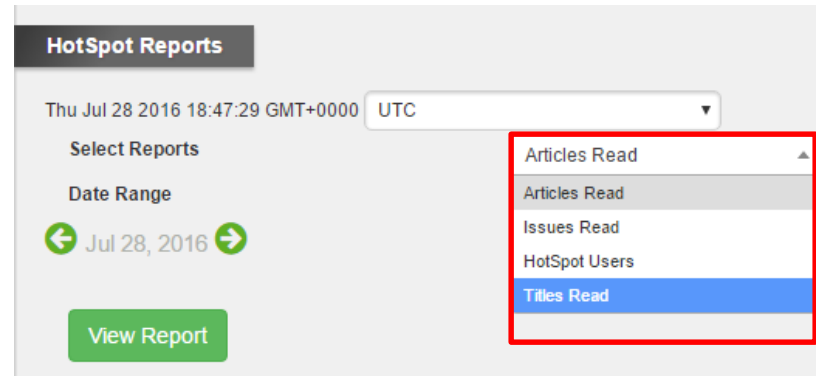 HotSpot Reports
Thu Jul 28 2016 18:47:29 GMT+0000 UTC
Select Reports Articles Read
Date Range Articles Read
Issues Read
Jul 28, 2016
HotSpot Users
Titles Read
View Report